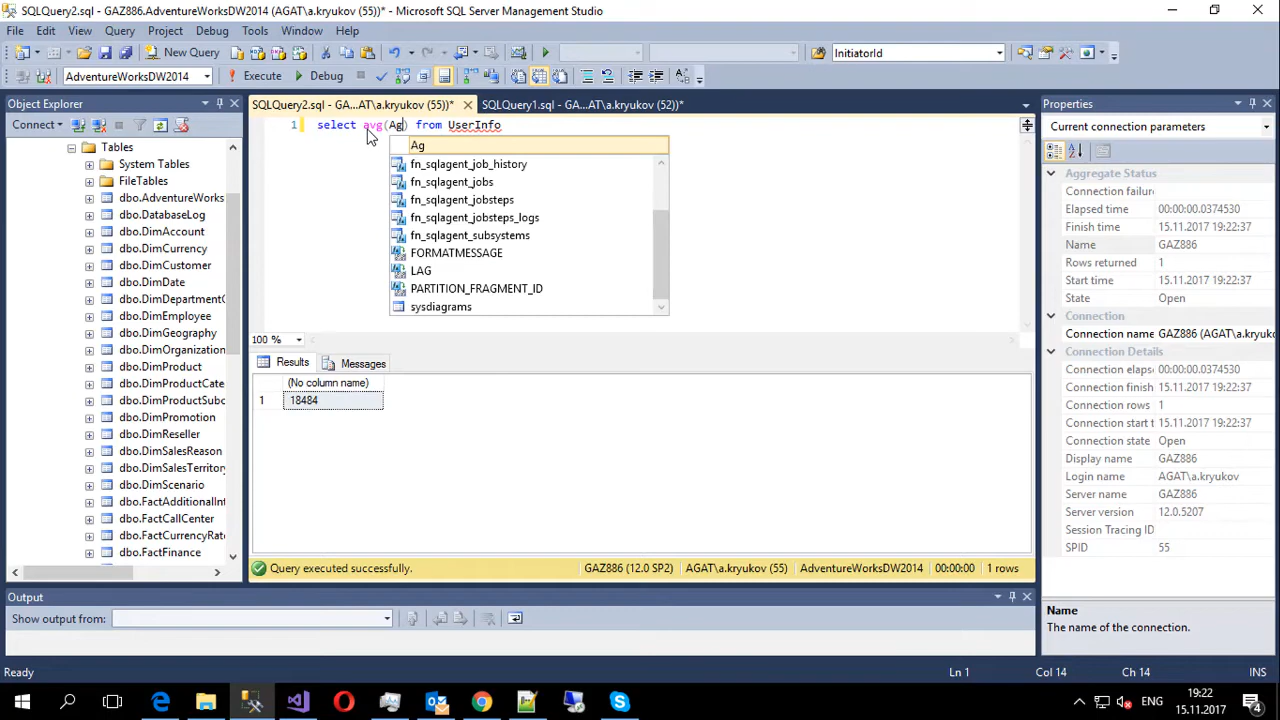 SQLQuery2.sql - GAZ886.AdventureWorksDW2014 (AGAT\a.kryukov (55))* - Microsoft SQL Server Management Studio
File Edit View Query Project Debug Tools Window Help
New Query
InitiatorId
AdventureWorksDW2014
Execute
Debug
Object Explorer
SQLQuery2.sql - GA...AT\a.kryukov (55))*
SQLQuery1.sql - GA...AT\a.kryukov (52))*
Properties
Connect
Tables
System Tables
FileTables
dbo.AdventureWorks
dbo.DatabaseLog
dbo.DimAccount
dbo.DimCurrency
dbo.DimCustomer
dbo.DimDate
dbo.DimDepartmentG
dbo.DimEmployee
dbo.DimGeography
dbo.DimOrganization
dbo.DimProduct
dbo.DimProductCate
dbo.DimProductSubc
dbo.DimPromotion
dbo.DimReseller
dbo.DimSalesReason
dbo.DimSalesTerrito
dbo.DimScenario
dbo.FactAdditionalInt
dbo.FactCallCenter
dbo.FactCurrencyRat
dbo.FactFinance
1 select avg(Ag) from UserInfo
Ag
fn_sqlagent_job_history
fn_sqlagent_jobs
fn_sqlagent_jobsteps
fn_sqlagent_jobsteps_logs
fn_sqlagent_subsystems
FORMATMESSAGE
LAG
PARTITION_FRAGMENT_ID
sysdiagrams
100 %
Results
Messages
(No column name)
1 18484
Query executed successfully.
GAZ886 (12.0 SP2)
AGAT\a.kryukov (55)
AdventureWorksDW2014
00:00:00
1 rows
Current connection parameters
Aggregate Status
Connection failure
Elapsed time 00:00:00.0374530
Finish time 15.11.2017 19:22:37
Name GAZ886
Rows returned 1
Start time 15.11.2017 19:22:37
State Open
Connection
Connection name GAZ886 (AGAT\a.kryukov
Connection Details
Connection elaps 00:00:00.0374530
Connection finish 15.11.2017 19:22:37
Connection rows 1
Connection start t 15.11.2017 19:22:37
Connection state Open
Display name GAZ886
Login name AGAT\a.kryukov
Server name GAZ886
Server version 12.0.5207
Session Tracing ID
SPID 55
Name
The name of the connection.
Output
Show output from:
Ready
Ln 1
Col 14
Ch 14
INS
ENG
19:22
15.11.2017
4